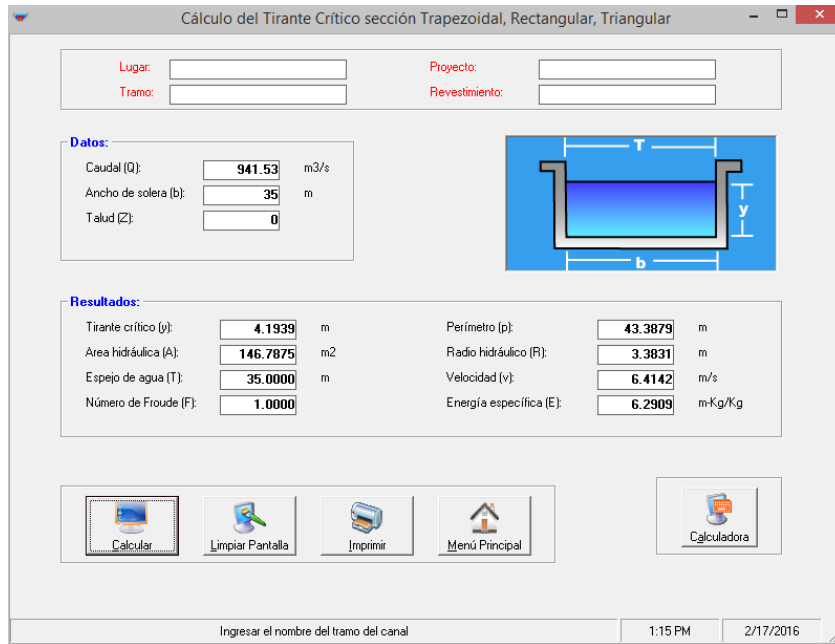 Cálculo del Tirante Crítico sección Trapezoidal, Rectangular, Triangular
Lugar: Proyecto:
Tramo: Revestimiento:
Datos:
Caudal (Q): 941.53 m3/s
Ancho de solera (b): 35 m
Talud (Z): 0
T
y
b
Resultados:
Tirante crítico (y): 4.1939 m Perímetro (p): 43.3879 m
Area hidráulica (A): 146.7875 m2 Radio hidráulico (R): 3.3831 m
Espejo de agua (T): 35.0000 m Velocidad (v): 6.4142 m/s
Número de Froude (F): 1.0000 Energía específica (E): 6.2909 m-Kg/Kg
Calcular Limpiar Pantalla Imprimir Menú Principal Calculadora
Ingresar el nombre del tramo del canal 1:15 PM 2/17/2016